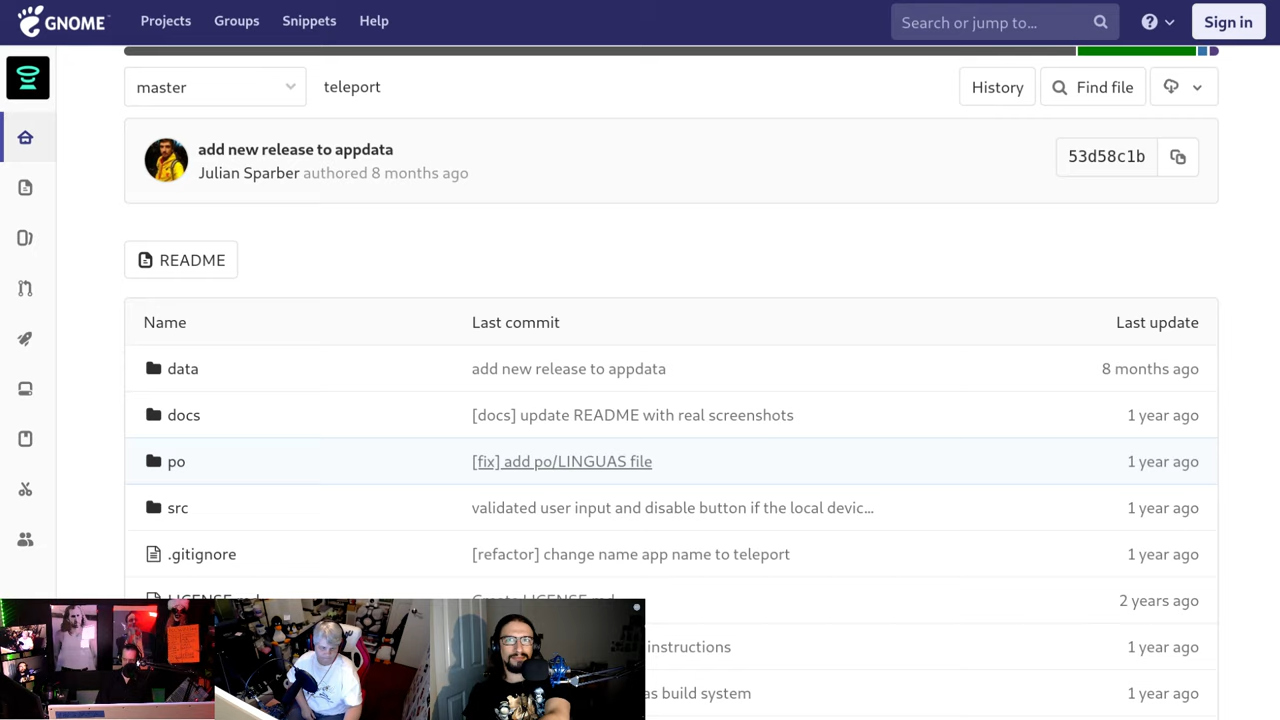 GNOME
Projects
Groups
Snippets
Help
Search or jump to...
Sign in
master
teleport
History
Find file
add new release to appdata
Julian Sparber authored 8 months ago
53d58c1b
README
Name
Last commit
Last update
data
add new release to appdata
8 months ago
docs
[docs] update README with real screenshots
1 year ago
po
[fix] add po/LINGUAS file
1 year ago
src
validated user input and disable button if the local devic...
1 year ago
.gitignore
[refactor] change name app name to teleport
1 year ago
LICENSE.md
Create LICENSE.md
2 years ago
instructions
1 year ago
as build system
1 year ago